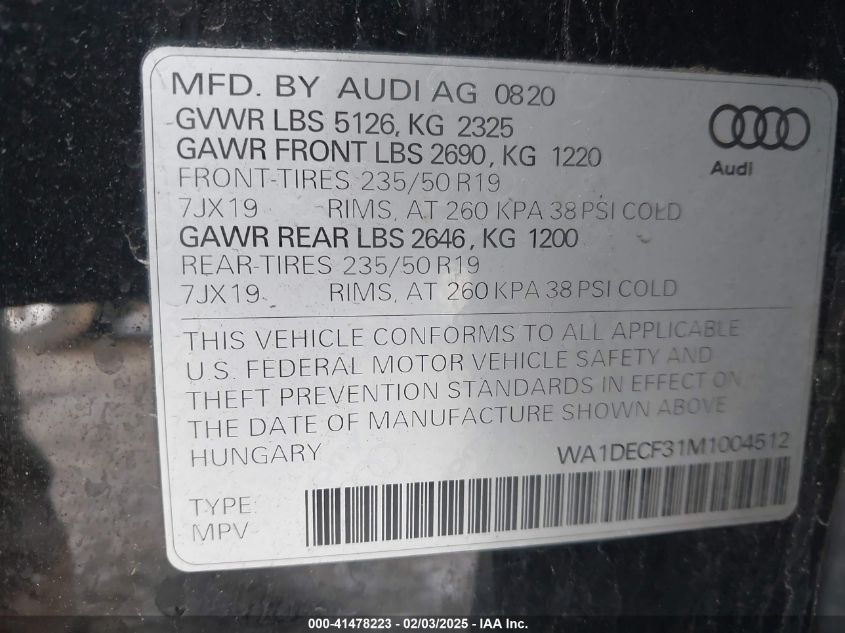 MFD. BY AUDI AG 0820
GVWR LBS 5126, KG 2325
GAWR FRONT LBS 2690, KG 1220
FRONT-TIRES 235/50 R19
7JX19 RIMS, AT 260 KPA 38 PSI COLD
GAWR REAR LBS 2646, KG 1200
REAR-TIRES 235/50 R19
7JX19 RIMS, AT 260 KPA 38 PSI COLD
Audi
THIS VEHICLE CONFORMS TO ALL APPLICABLE
U.S. FEDERAL MOTOR VEHICLE SAFETY AND
THEFT PREVENTION STANDARDS IN EFFECT ON
THE DATE OF MANUFACTURE SHOWN ABOVE
HUNGARY WA1DECF31M1004512
TYPE:
MPV
000-41478223 - 02/03/2025 - © IAA Holdings, LLC.